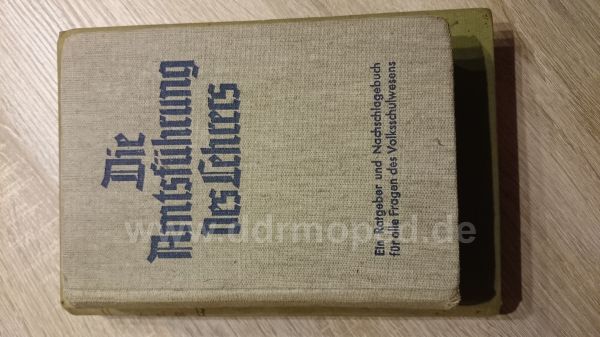 Die
Amtsführung
des Lehrers
Ein Ratgeber und Nachschlagebuch
für alle Fragen des Volksschulwesens
www.ddrmoped.de